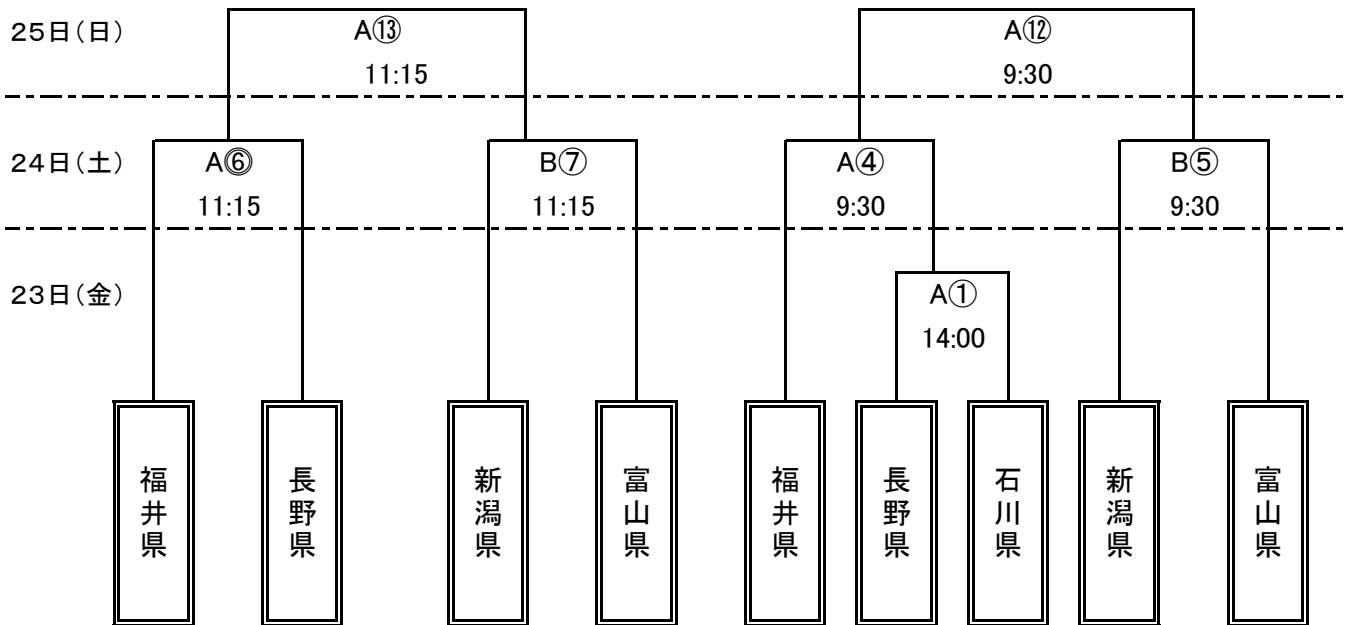 25日(日)
A⑬
11:15
A⑫
9:30
24日(土)
A⑥
11:15
B⑦
11:15
A④
9:30
B⑤
9:30
23日(金)
A①
14:00
福井県
長野県
新潟県
富山県
福井県
長野県
石川県
新潟県
富山県